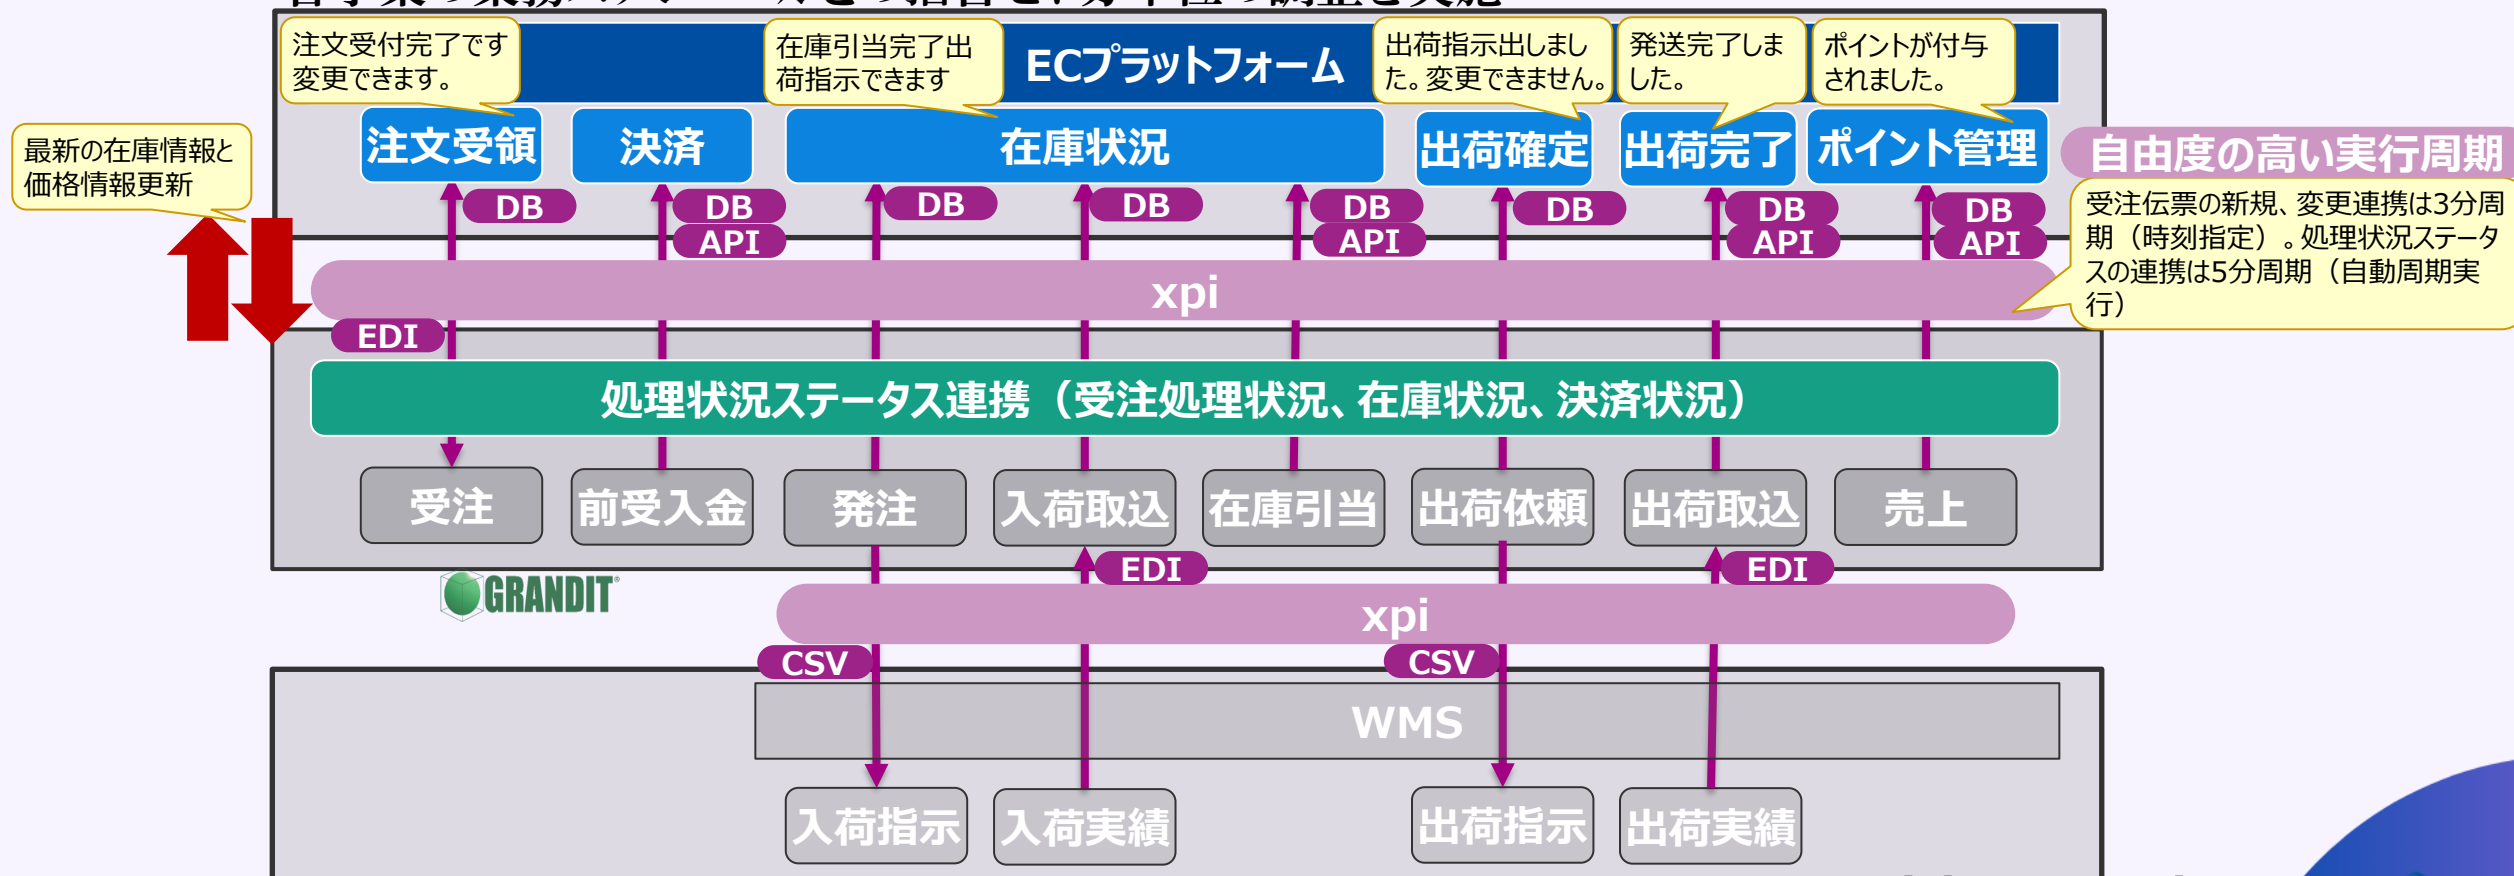 注文受付完了です
変更できます。
在庫引当完了出
荷指示できます
ECプラットフォーム
出荷指示出しまし
た。変更できません。
発送完了しま
した。
ポイントが付与
されました。
最新の在庫情報と
価格情報更新
注文受領
決済
在庫状況
出荷確定
出荷完了
ポイント管理
自由度の高い実行周期
受注伝票の新規、変更連携は3分周
期（時刻指定）。処理状況ステータ
スの連携は5分周期（自動周期実
行）
DB
DB
API
DB
DB
DB
API
DB
DB
API
DB
API
xpi
EDI
処理状況ステータス連携（受注処理状況、在庫状況、決済状況）
受注
前受入金
発注
入荷取込
在庫引当
出荷依頼
出荷取込
売上
EDI
EDI
GRANDIT®
xpi
CSV
CSV
WMS
入荷指示
入荷実績
出荷指示
出荷実績